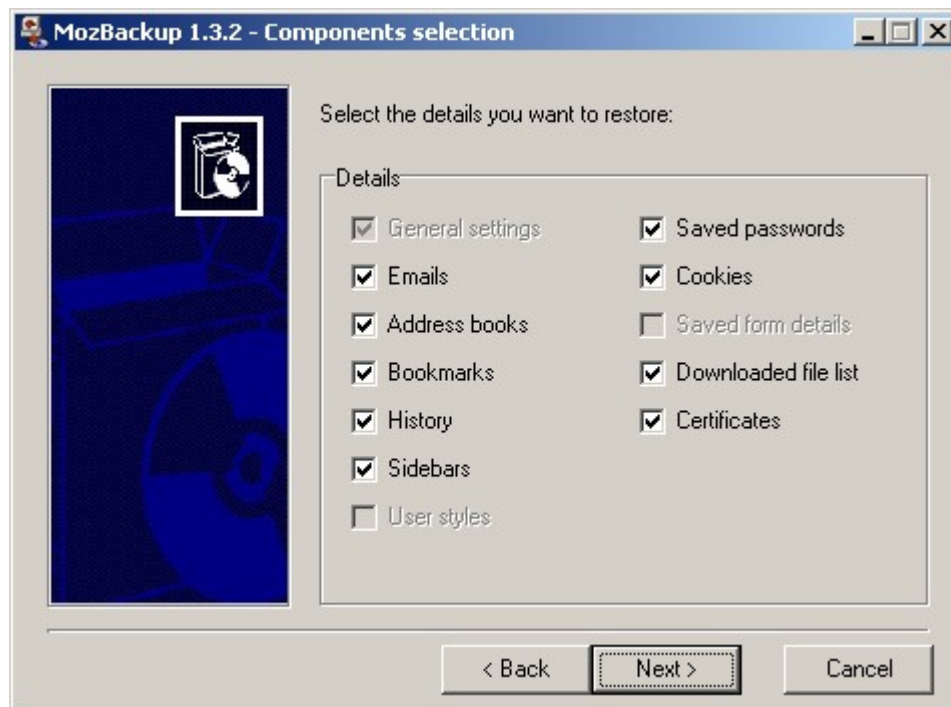 MozBackup 1.3.2 - Components selection
Select the details you want to restore:
Details
General settings
Emails
Address books
Bookmarks
History
Sidebars
User styles
Saved passwords
Cookies
Saved form details
Downloaded file list
Certificates
< Back
Next >
Cancel